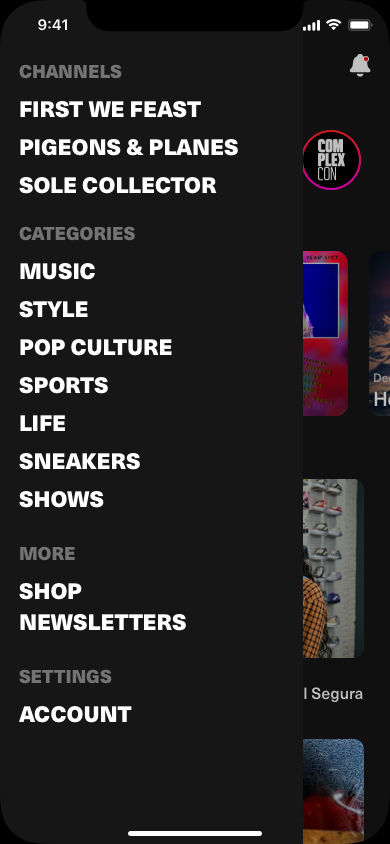 9:41
CHANNELS
FIRST WE FEAST
PIGEONS & PLANES
SOLE COLLECTOR
CATEGORIES
MUSIC
STYLE
POP CULTURE
SPORTS
LIFE
SNEAKERS
SHOWS
MORE
SHOP
NEWSLETTERS
SETTINGS
ACCOUNT
COM
PLEX
CON
l Segura